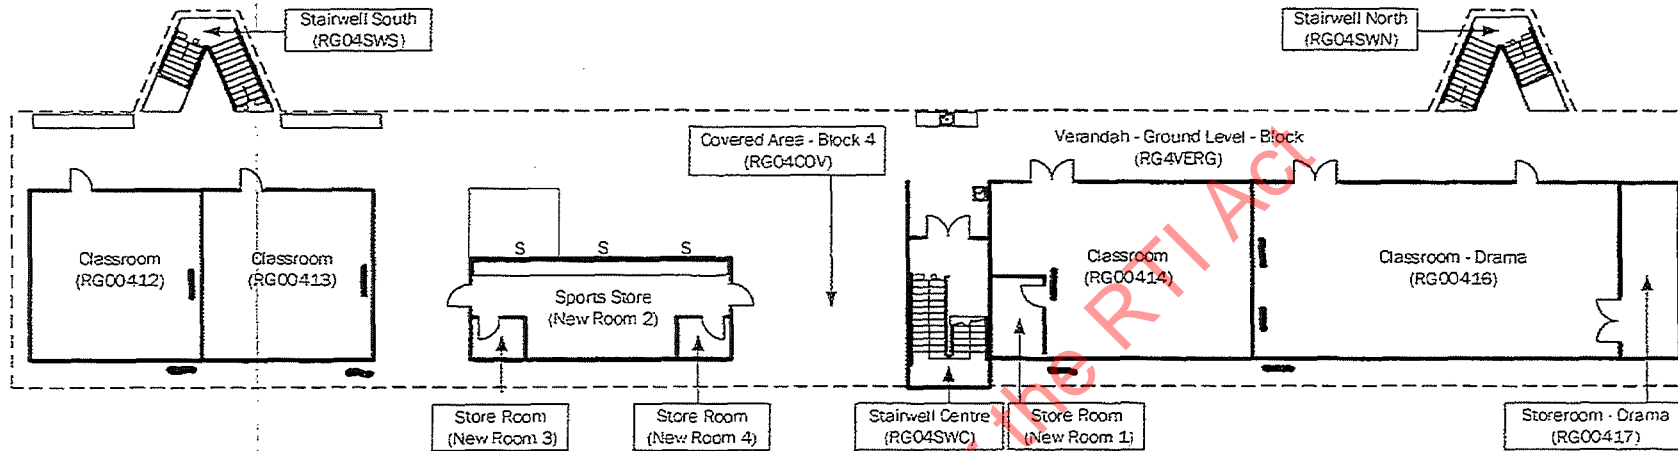 Stairwell South
(RG04SWS)
Stairwell North
(RG04SWN)
Covered Area - Block 4
(RG04COV)
Verandah - Ground Level - Block
(RG4VERG)
Classroom
(RG00412)
Classroom
(RG00413)
S S S
Sports Store
(New Room 2)
Classroom
(RG00414)
Classroom - Drama
(RG00416)
Store Room
(New Room 3)
Store Room
(New Room 4)
Stairwell Centre
(RG04SWC)
Store Room
(New Room 1)
Storeroom - Drama
(RG00417)
the RTI Act